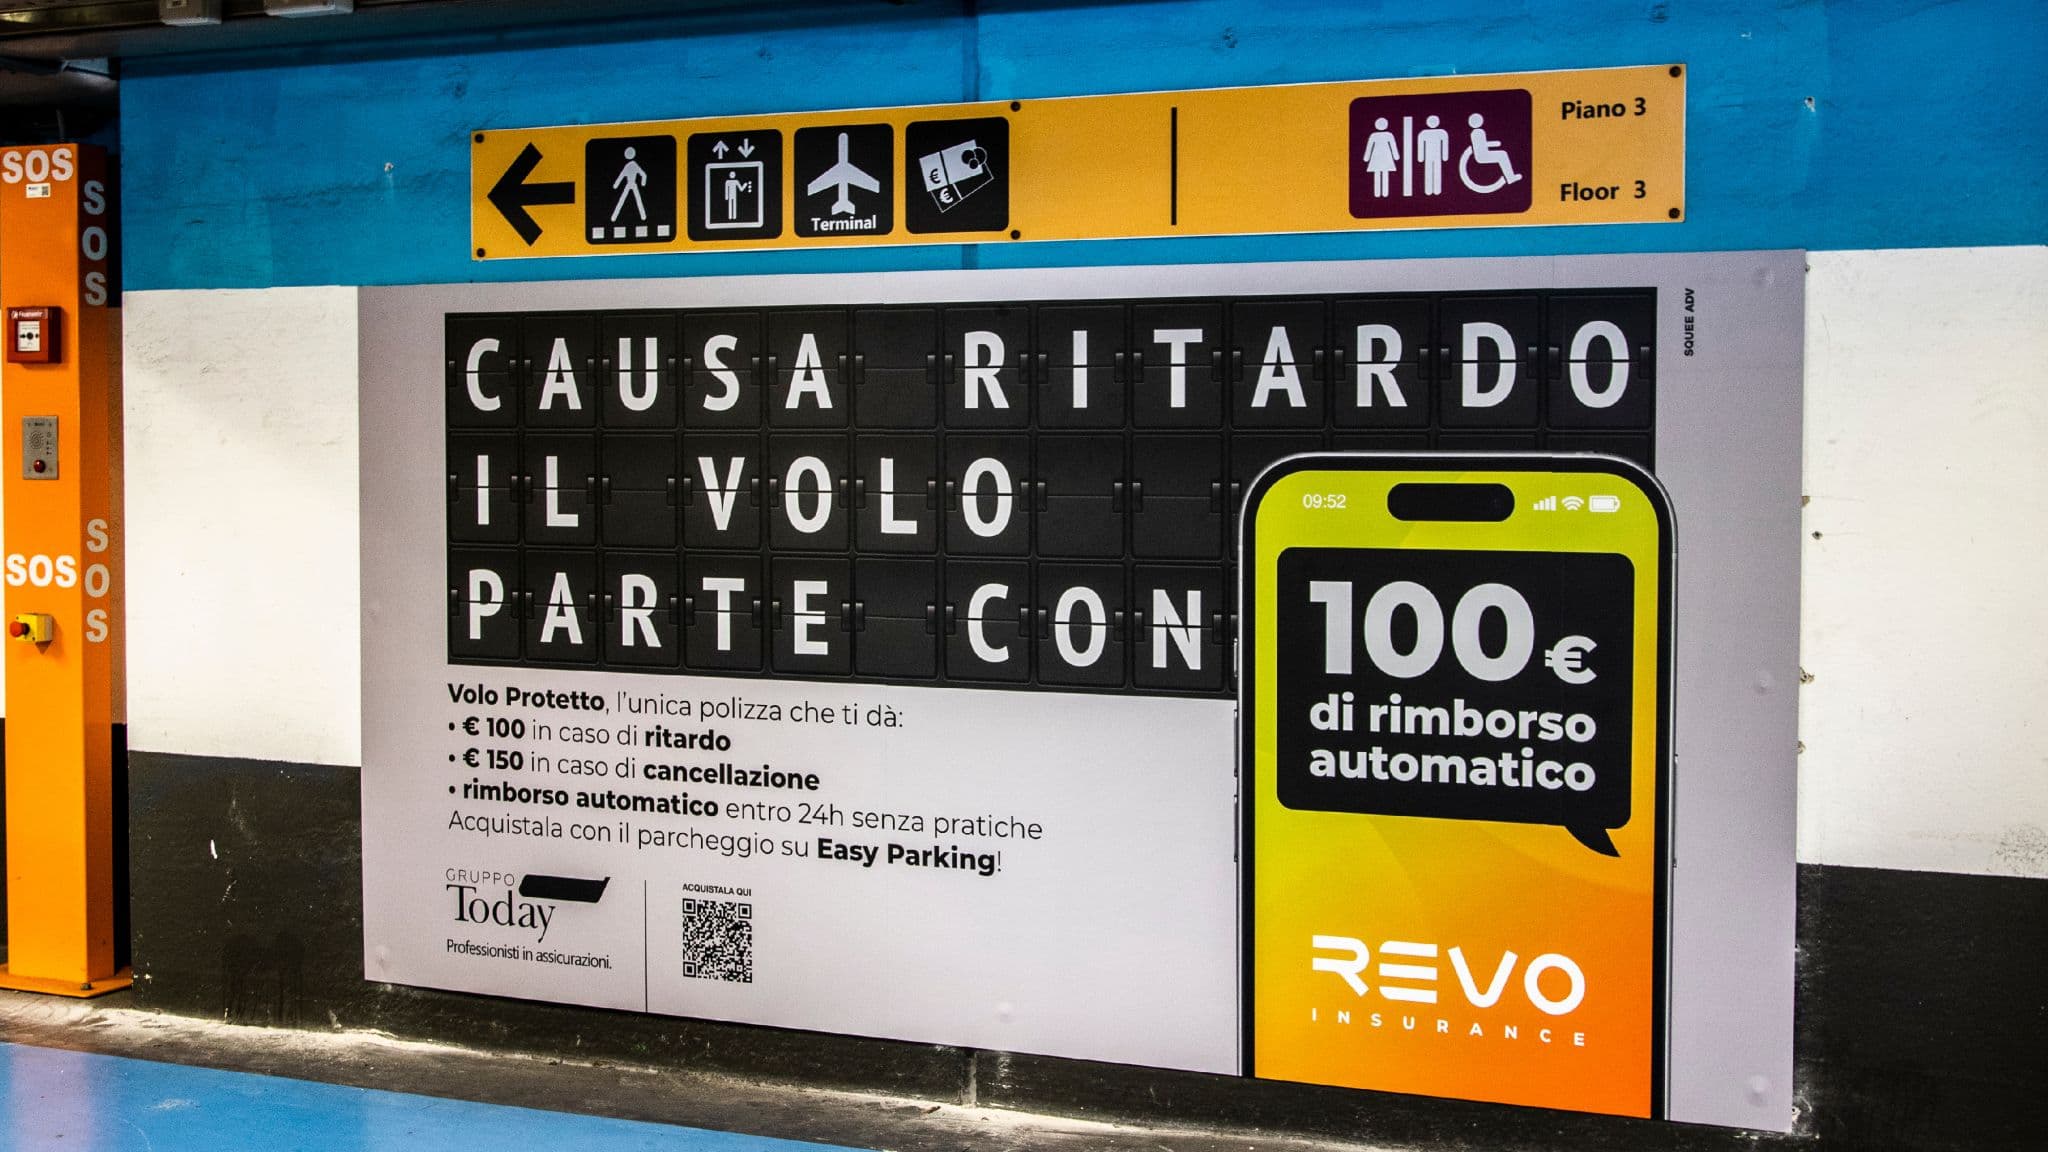 SOS
SOS
SOS
SOS
Terminal
Piano 3
Floor 3
SQUEE ADV
CAUSA RITARDO
IL VOLO
PARTE CON
09:52
100€
di rimborso
automatico
Volo Protetto, l'unica polizza che ti dà:
• € 100 in caso di ritardo
• € 150 in caso di cancellazione
• rimborso automatico entro 24h senza pratiche
Acquistala con il parcheggio su Easy Parking!
GRUPPO
Today
Professionisti in assicurazioni.
ACQUISTALA QUI
REVO
INSURANCE